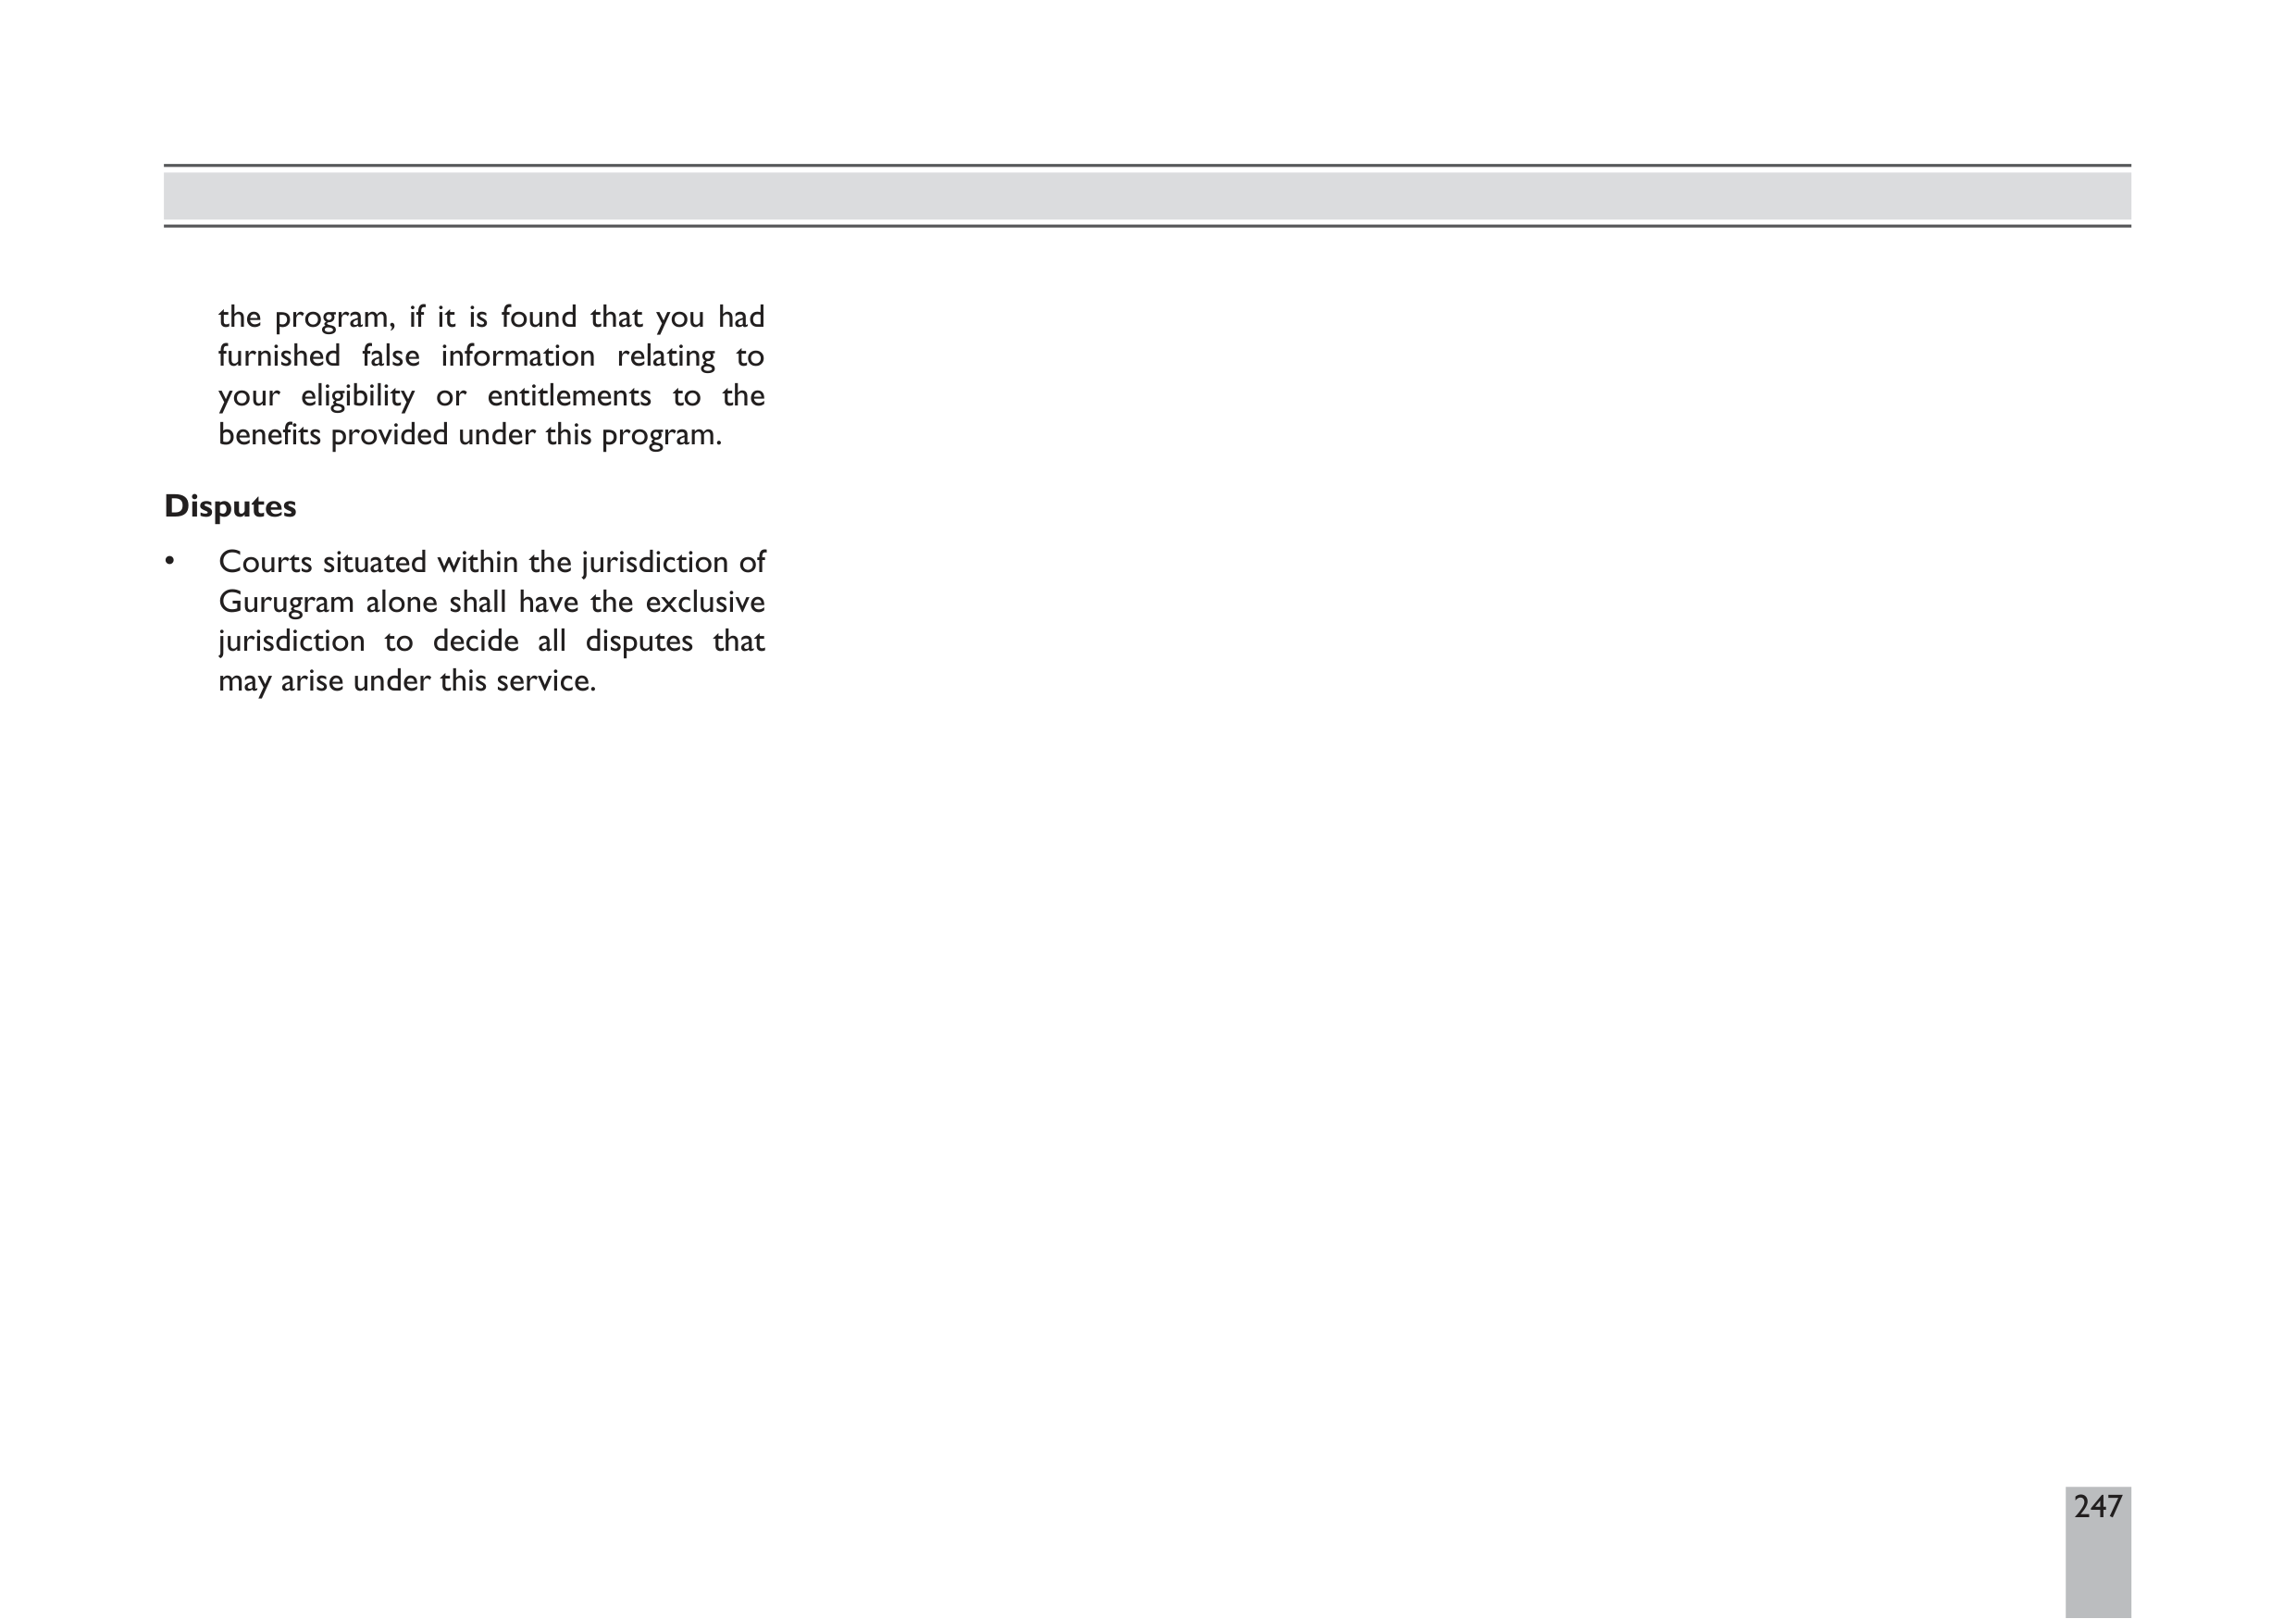 the program, if it is found that you had
furnished false information relating to
your eligibility or entitlements to the
benefits provided under this program.
Disputes
• Courts situated within the jurisdiction of
Gurugram alone shall have the exclusive
jurisdiction to decide all disputes that
may arise under this service.
247